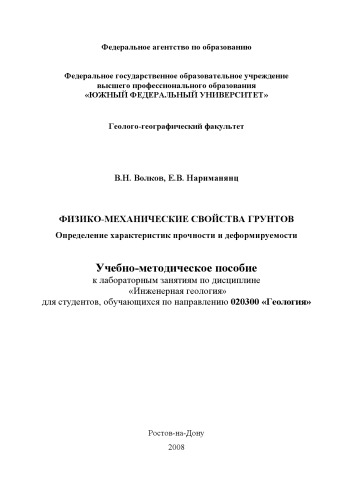 Федеральное агентство по образованию
Федеральное государственное образовательное учреждение
высшего профессионального образования
«ЮЖНЫЙ ФЕДЕРАЛЬНЫЙ УНИВЕРСИТЕТ»
Геолого-географический факультет
В.Н. Волков, Е.В. Нариманянц
ФИЗИКО-МЕХАНИЧЕСКИЕ СВОЙСТВА ГРУНТОВ
Определение характеристик прочности и деформируемости
Учебно-методическое пособие
к лабораторным занятиям по дисциплине
«Инженерная геология»
для студентов, обучающихся по направлению 020300 «Геология»
Ростов-на-Дону
2008